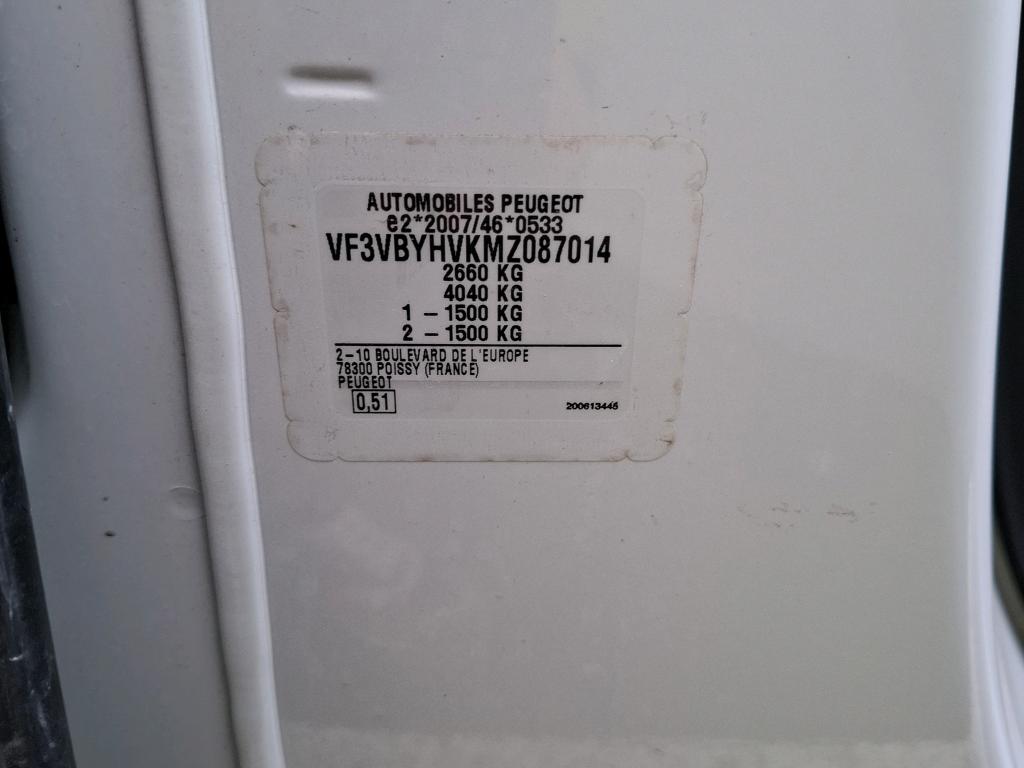 AUTOMOBILES PEUGEOT
e2*2007/46*0533
VF3VBYHVKMZ087014
2660 KG
4040 KG
1 – 1500 KG
2 – 1500 KG
2–10 BOULEVARD DE L'EUROPE
78300 POISSY (FRANCE)
PEUGEOT
0,51
200613445